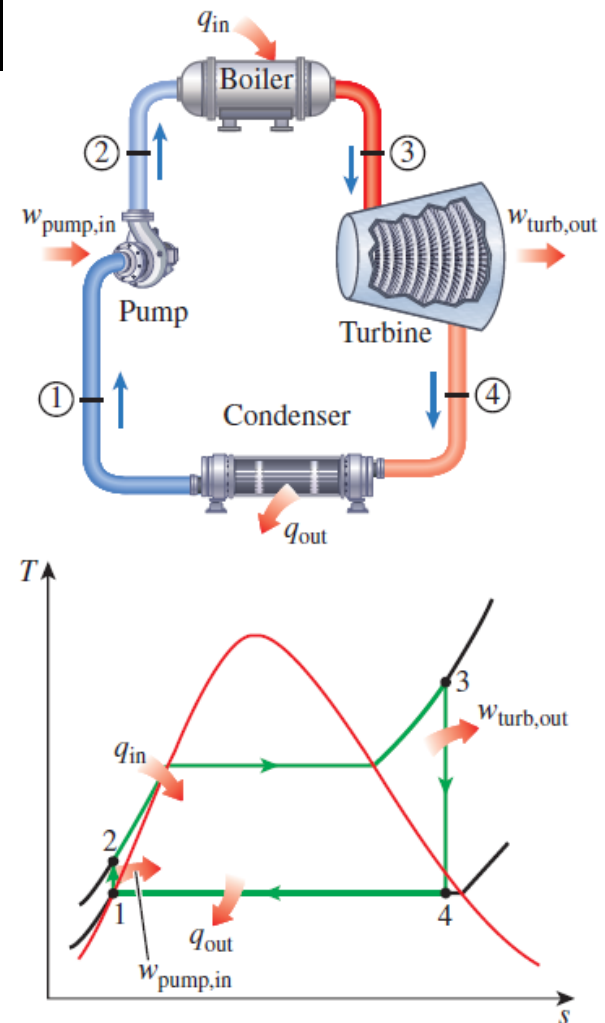 q_in
Boiler
2
3
w_pump,in
w_turb,out
Pump
Turbine
1
4
Condenser
q_out
T
3
w_turb,out
q_in
2
1
4
q_out
w_pump,in
s